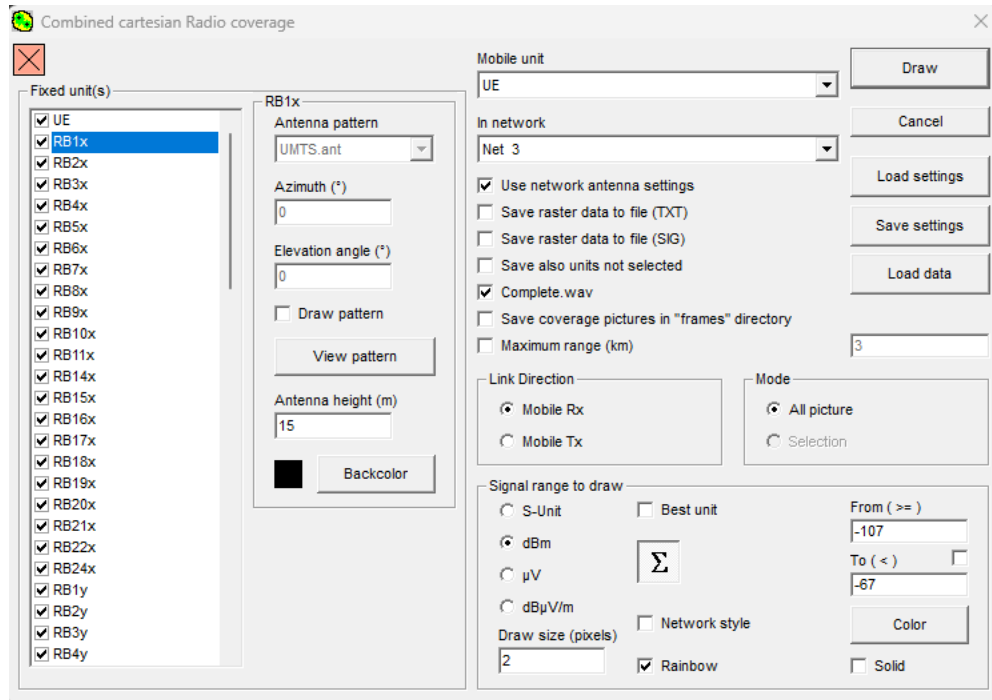 Combined cartesian Radio coverage
Fixed unit(s)
UE
RB1x
RB2x
RB3x
RB4x
RB5x
RB6x
RB7x
RB8x
RB9x
RB10x
RB11x
RB14x
RB15x
RB16x
RB17x
RB18x
RB19x
RB20x
RB21x
RB22x
RB24x
RB1y
RB2y
RB3y
RB4y
RB1x
Antenna pattern
UMTS.ant
Azimuth (°)
0
Elevation angle (°)
0
Draw pattern
View pattern
Antenna height (m)
15
Backcolor
Mobile unit
UE
In network
Net 3
Use network antenna settings
Save raster data to file (TXT)
Save raster data to file (SIG)
Save also units not selected
Complete.wav
Save coverage pictures in "frames" directory
Maximum range (km)
3
Draw
Cancel
Load settings
Save settings
Load data
Link Direction
Mobile Rx
Mobile Tx
Mode
All picture
Selection
Signal range to draw
S-Unit
dBm
µV
dBµV/m
Draw size (pixels)
2
Best unit
Σ
Network style
Rainbow
From ( >= )
-107
To ( < )
-67
Color
Solid